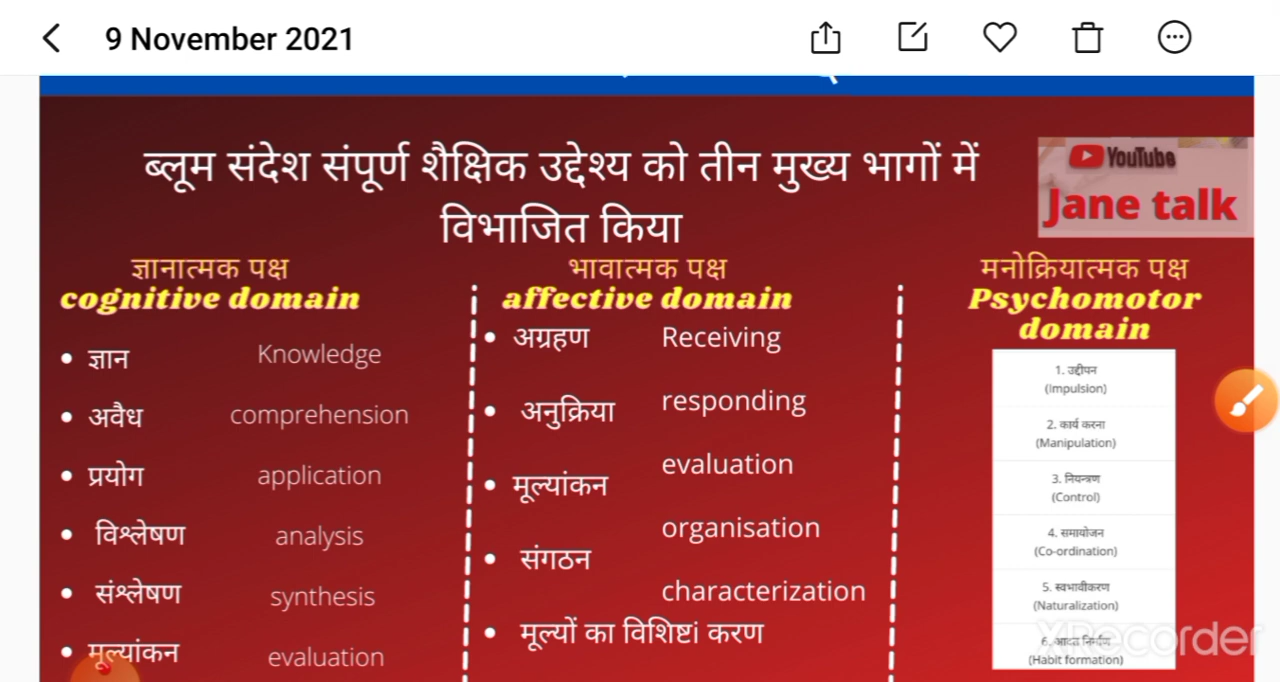 9 November 2021
ब्लूम संदेश संपूर्ण शैक्षिक उद्देश्य को तीन मुख्य भागों में
विभाजित किया
YouTube
Jane talk
ज्ञानात्मक पक्ष
cognitive domain
ज्ञान Knowledge
अवैध comprehension
प्रयोग application
विश्लेषण analysis
संश्लेषण synthesis
मूल्यांकन evaluation
भावात्मक पक्ष
affective domain
अग्रहण Receiving
अनुक्रिया responding
मूल्यांकन evaluation
संगठन organisation
characterization
मूल्यों का विशिष्टi करण
मनोक्रियात्मक पक्ष
Psychomotor
domain
1. उद्दीपन
(Impulsion)
2. कार्य करना
(Manipulation)
3. नियन्त्रण
(Control)
4. समायोजन
(Co-ordination)
5. स्वभावीकरण
(Naturalization)
6. आदत निर्माण
(Habit formation)
XRecorder